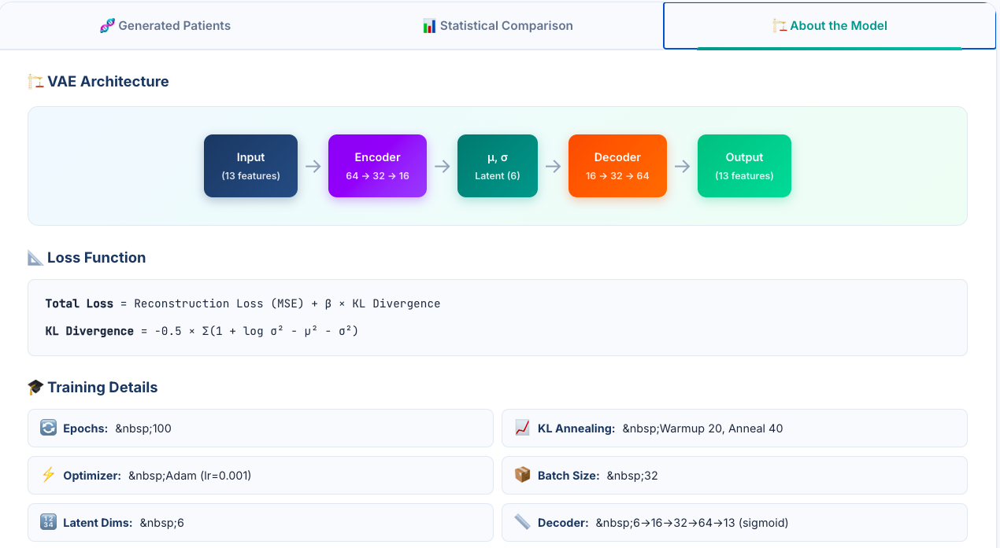 🧬 Generated Patients
📊 Statistical Comparison
🏗️ About the Model
🏗️ VAE Architecture
Input
(13 features)
→
Encoder
64 → 32 → 16
→
μ, σ
Latent (6)
→
Decoder
16 → 32 → 64
→
Output
(13 features)
📐 Loss Function
Total Loss = Reconstruction Loss (MSE) + β × KL Divergence
KL Divergence = -0.5 × Σ(1 + log σ² - μ² - σ²)
🎓 Training Details
🔄 Epochs: &nbsp;100
📈 KL Annealing: &nbsp;Warmup 20, Anneal 40
⚡ Optimizer: &nbsp;Adam (lr=0.001)
📦 Batch Size: &nbsp;32
🔢 Latent Dims: &nbsp;6
📏 Decoder: &nbsp;6→16→32→64→13 (sigmoid)